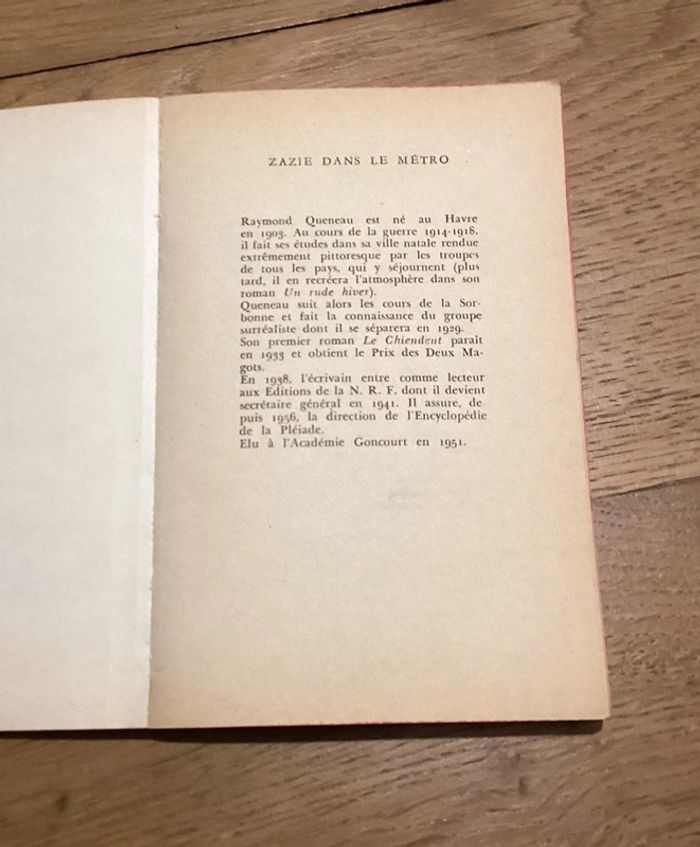 ZAZIE DANS LE MÉTRO
Raymond Queneau est né au Havre
en 1903. Au cours de la guerre 1914-1918,
il fait ses études dans sa ville natale rendue
extrêmement pittoresque par les troupes
de tous les pays, qui y séjournent (plus
tard, il en recréera l'atmosphère dans son
roman Un rude hiver).
Queneau suit alors les cours de la Sor-
bonne et fait la connaissance du groupe
surréaliste dont il se séparera en 1929.
Son premier roman Le Chiendent paraît
en 1933 et obtient le Prix des Deux Ma-
gots.
En 1938, l'écrivain entre comme lecteur
aux Editions de la N. R. F. dont il devient
secrétaire général en 1941. Il assure, de-
puis 1956, la direction de l'Encyclopédie
de la Pléiade.
Elu à l'Académie Goncourt en 1951.